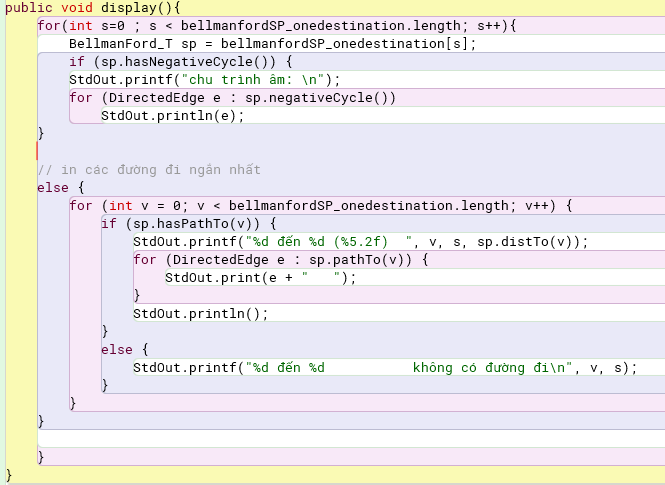 public void display(){
for(int s=0 ; s < bellmanfordSP_onedestination.length; s++){
BellmanFord_T sp = bellmanfordSP_onedestination[s];
if (sp.hasNegativeCycle()) {
StdOut.printf("chu trình âm: \n");
for (DirectedEdge e : sp.negativeCycle())
StdOut.println(e);
}
// in các đường đi ngắn nhất
else {
for (int v = 0; v < bellmanfordSP_onedestination.length; v++) {
if (sp.hasPathTo(v)) {
StdOut.printf("%d đến %d (%5.2f)  ", v, s, sp.distTo(v));
for (DirectedEdge e : sp.pathTo(v)) {
StdOut.print(e + "   ");
}
StdOut.println();
}
else {
StdOut.printf("%d đến %d           không có đường đi\n", v, s);
}
}
}
}
}